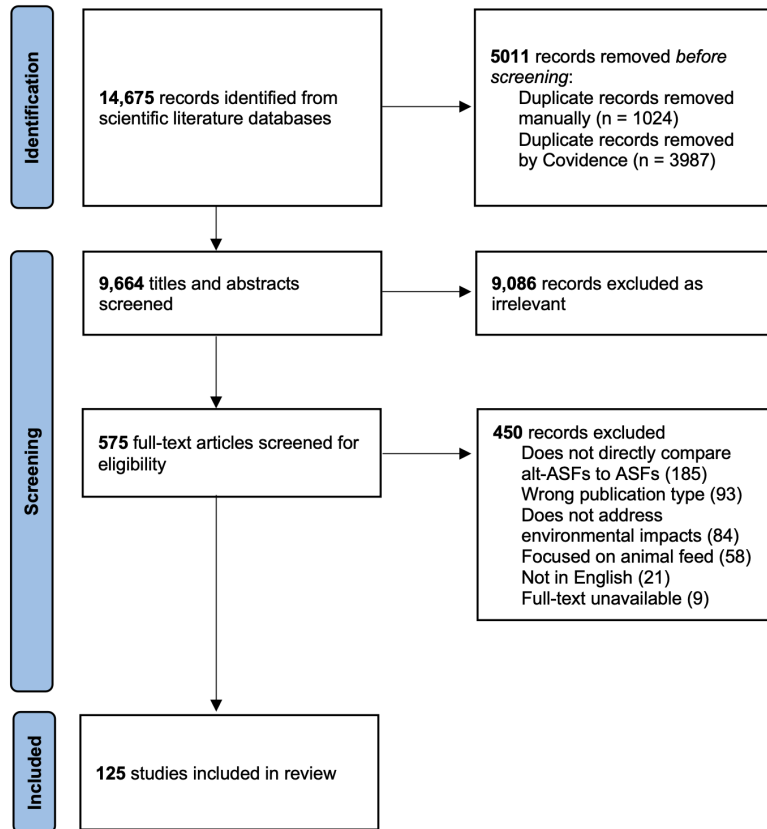 Identification
14,675 records identified from
scientific literature databases
5011 records removed before
screening:
Duplicate records removed
manually (n = 1024)
Duplicate records removed
by Covidence (n = 3987)
Screening
9,664 titles and abstracts
screened
9,086 records excluded as
irrelevant
575 full-text articles screened for
eligibility
450 records excluded
Does not directly compare
alt-ASFs to ASFs (185)
Wrong publication type (93)
Does not address
environmental impacts (84)
Focused on animal feed (58)
Not in English (21)
Full-text unavailable (9)
Included
125 studies included in review